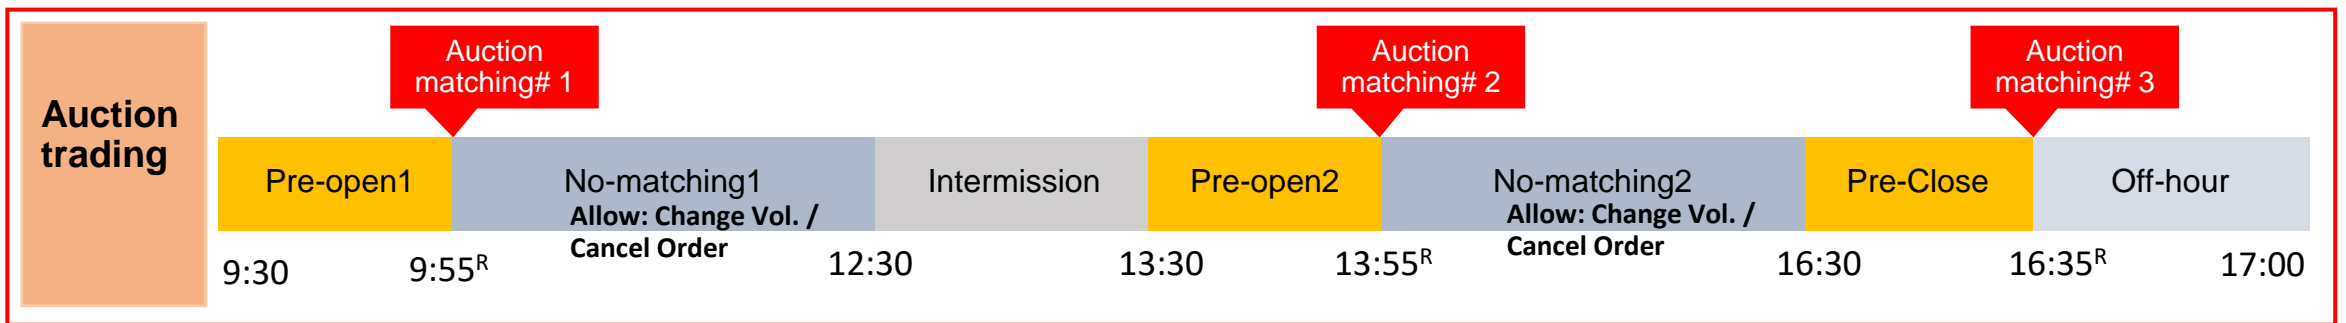 Auction
trading
Auction
matching# 1
Auction
matching# 2
Auction
matching# 3
Pre-open1
No-matching1
Allow: Change Vol. /
Cancel Order
Intermission
Pre-open2
No-matching2
Allow: Change Vol. /
Cancel Order
Pre-Close
Off-hour
9:30
9:55ᴿ
12:30
13:30
13:55ᴿ
16:30
16:35ᴿ
17:00